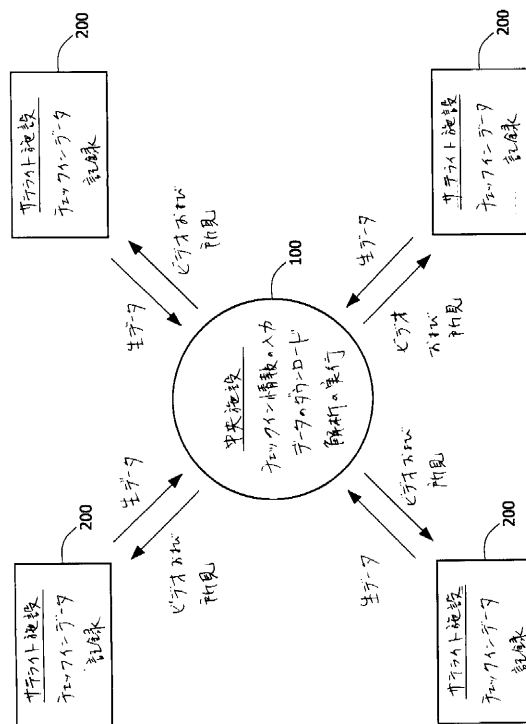 200
サテライト施設
チェックインデータ
記録
200
サテライト施設
チェックインデータ
記録
生データ
ビデオおよび
所見
生データ
ビデオおよび
所見
100
中央施設
チェックイン情報の入力
データのダウンロード
解析の実行
生データ
ビデオおよび
所見
生データ
ビデオ
および
所見
200
サテライト施設
チェックインデータ
記録
200
サテライト施設
チェックインデータ
記録